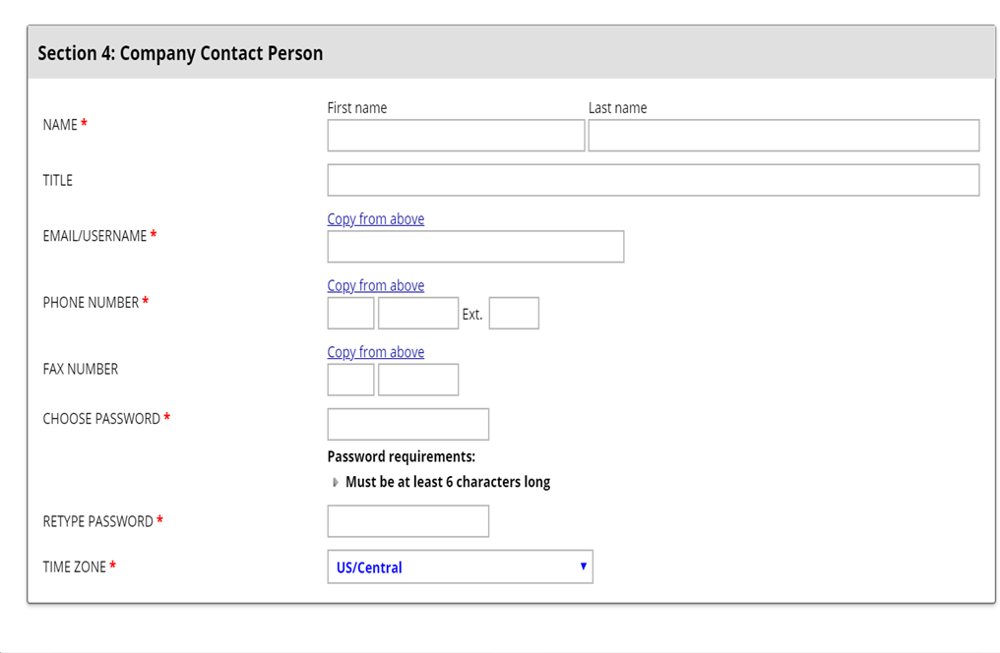 Section 4: Company Contact Person
First name Last name
NAME *
TITLE
Copy from above
EMAIL/USERNAME *
Copy from above
PHONE NUMBER *
Ext.
Copy from above
FAX NUMBER
CHOOSE PASSWORD *
Password requirements:
Must be at least 6 characters long
RETYPE PASSWORD *
TIME ZONE * US/Central